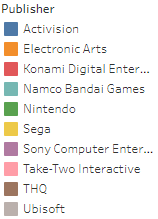 Publisher
Activision
Electronic Arts
Konami Digital Enter...
Namco Bandai Games
Nintendo
Sega
Sony Computer Enter...
Take-Two Interactive
THQ
Ubisoft